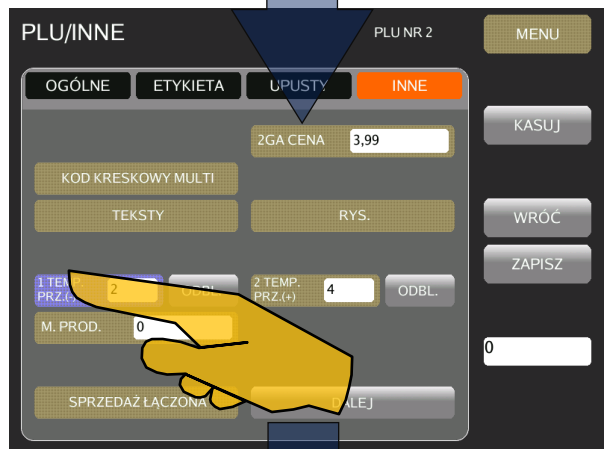 PLU/INNE
PLU NR 2
MENU
OGÓLNE
ETYKIETA
UPUSTY
INNE
2GA CENA
3,99
KASUJ
KOD KRESKOWY MULTI
TEKSTY
RYS.
WRÓĆ
ZAPISZ
1 TEMP.
PRZ.(-)
2
ODBL.
2 TEMP.
PRZ.(+)
4
ODBL.
M. PROD.
0
0
SPRZEDAŻ ŁĄCZONA
DALEJ